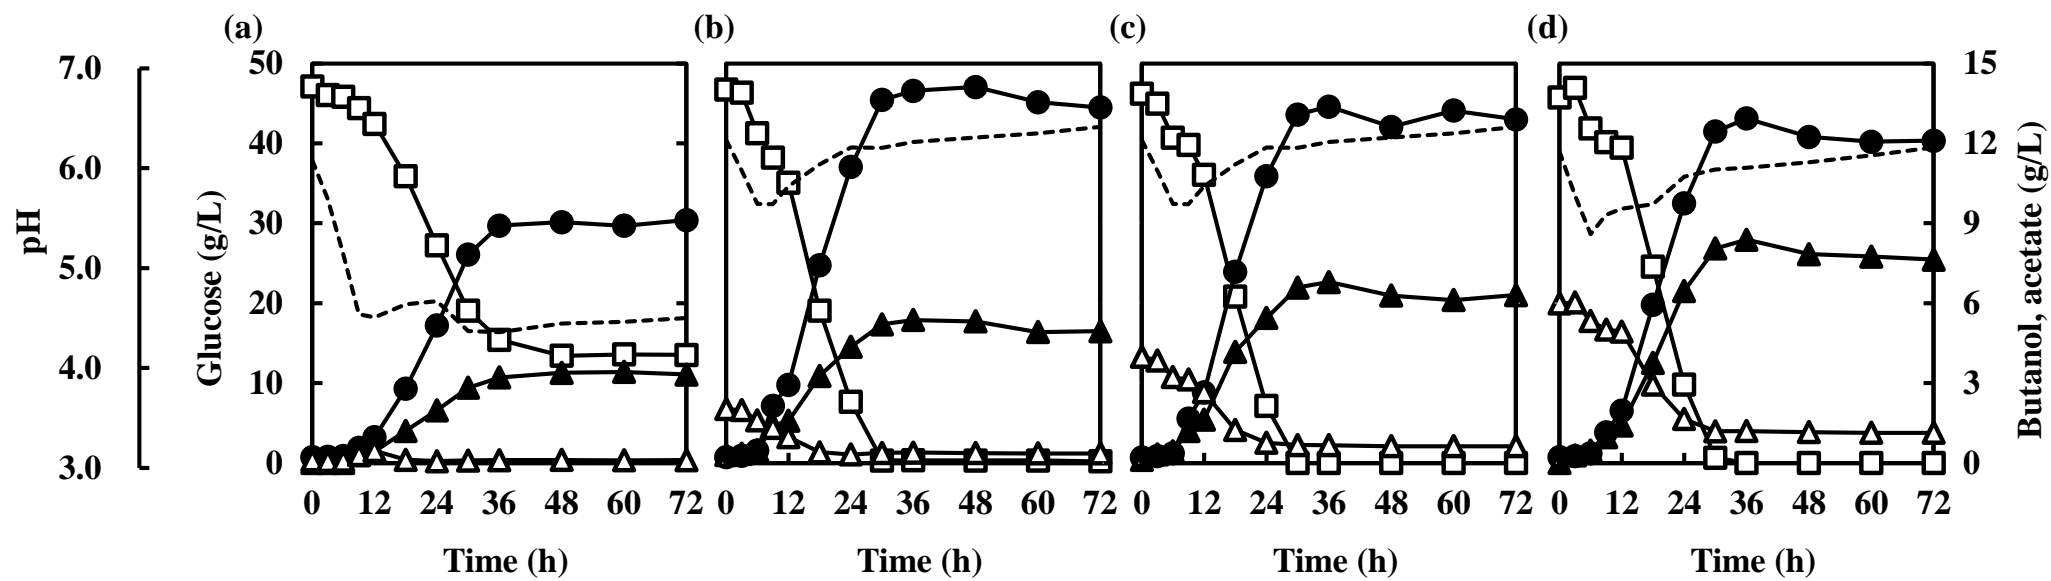 (a) (b) (c) (d)
pH
7.0
6.0
5.0
4.0
3.0
Glucose (g/L)
50
40
30
20
10
0
15
12
9
6
3
0
Butanol, acetate (g/L)
0 12 24 36 48 60 72
0 12 24 36 48 60 72
0 12 24 36 48 60 72
0 12 24 36 48 60 72
Time (h) Time (h) Time (h) Time (h)